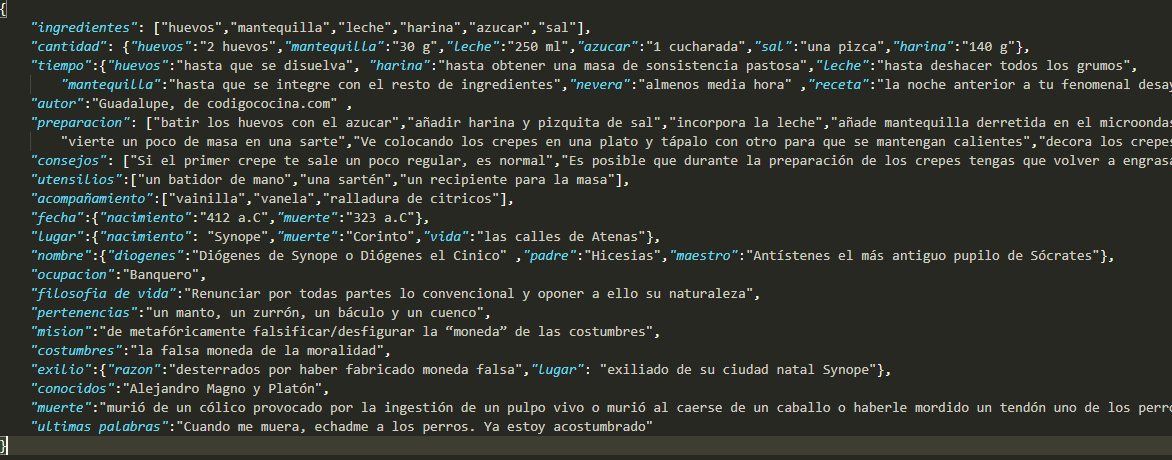 {
"ingredientes": ["huevos","mantequilla","leche","harina","azucar","sal"],
"cantidad": {"huevos":"2 huevos","mantequilla":"30 g","leche":"250 ml","azucar":"1 cucharada","sal":"una pizca","harina":"140 g"},
"tiempo":{"huevos":"hasta que se disuelva", "harina":"hasta obtener una masa de sonsistencia pastosa","leche":"hasta deshacer todos los grumos",
"mantequilla":"hasta que se integre con el resto de ingredientes","nevera":"almenos media hora" ,"receta":"la noche anterior a tu fenomenal desay
"autor":"Guadalupe, de codigococina.com" ,
"preparacion": ["batir los huevos con el azucar","añadir harina y pizquita de sal","incorpora la leche","añade mantequilla derretida en el microondas
"vierte un poco de masa en una sarte","Ve colocando los crepes en una plato y tápalo con otro para que se mantengan calientes","decora los crepes
"consejos": ["Si el primer crepe te sale un poco regular, es normal","Es posible que durante la preparación de los crepes tengas que volver a engrasa
"utensilios":["un batidor de mano","una sartén","un recipiente para la masa"],
"acompañamiento":["vainilla","vanela","ralladura de citricos"],
"fecha":{"nacimiento":"412 a.C","muerte":"323 a.C"},
"lugar":{"nacimiento": "Synope","muerte":"Corinto","vida":"las calles de Atenas"},
"nombre":{"diogenes":"Diógenes de Synope o Diógenes el Cinico" ,"padre":"Hicesias","maestro":"Antístenes el más antiguo pupilo de Sócrates"},
"ocupacion":"Banquero",
"filosofia de vida":"Renunciar por todas partes lo convencional y oponer a ello su naturaleza",
"pertenencias":"un manto, un zurrón, un báculo y un cuenco",
"mision":"de metafóricamente falsificar/desfigurar la “moneda” de las costumbres",
"costumbres":"la falsa moneda de la moralidad",
"exilio":{"razon":"desterrados por haber fabricado moneda falsa","lugar": "exiliado de su ciudad natal Synope"},
"conocidos":"Alejandro Magno y Platón",
"muerte":"murió de un cólico provocado por la ingestión de un pulpo vivo o murió al caerse de un caballo o haberle mordido un tendón uno de los perro
"ultimas palabras":"Cuando me muera, echadme a los perros. Ya estoy acostumbrado"
}